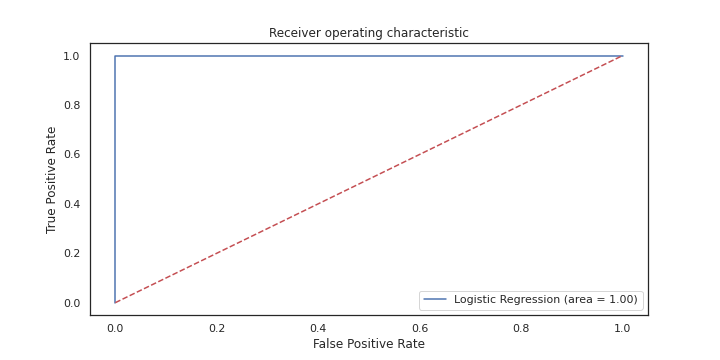 Receiver operating characteristic
1.0
0.8
0.6
0.4
0.2
0.0
True Positive Rate
Logistic Regression (area = 1.00)
0.0 0.2 0.4 0.6 0.8 1.0
False Positive Rate